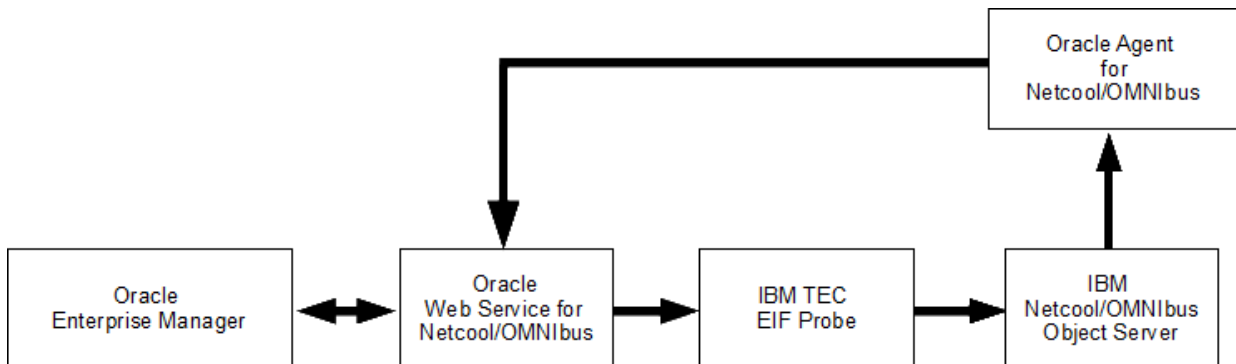 Oracle Agent
for
Netcool/OMNIbus
Oracle
Enterprise Manager
Oracle
Web Service for
Netcool/OMNIbus
IBM TEC
EIF Probe
IBM
Netcool/OMNIbus
Object Server